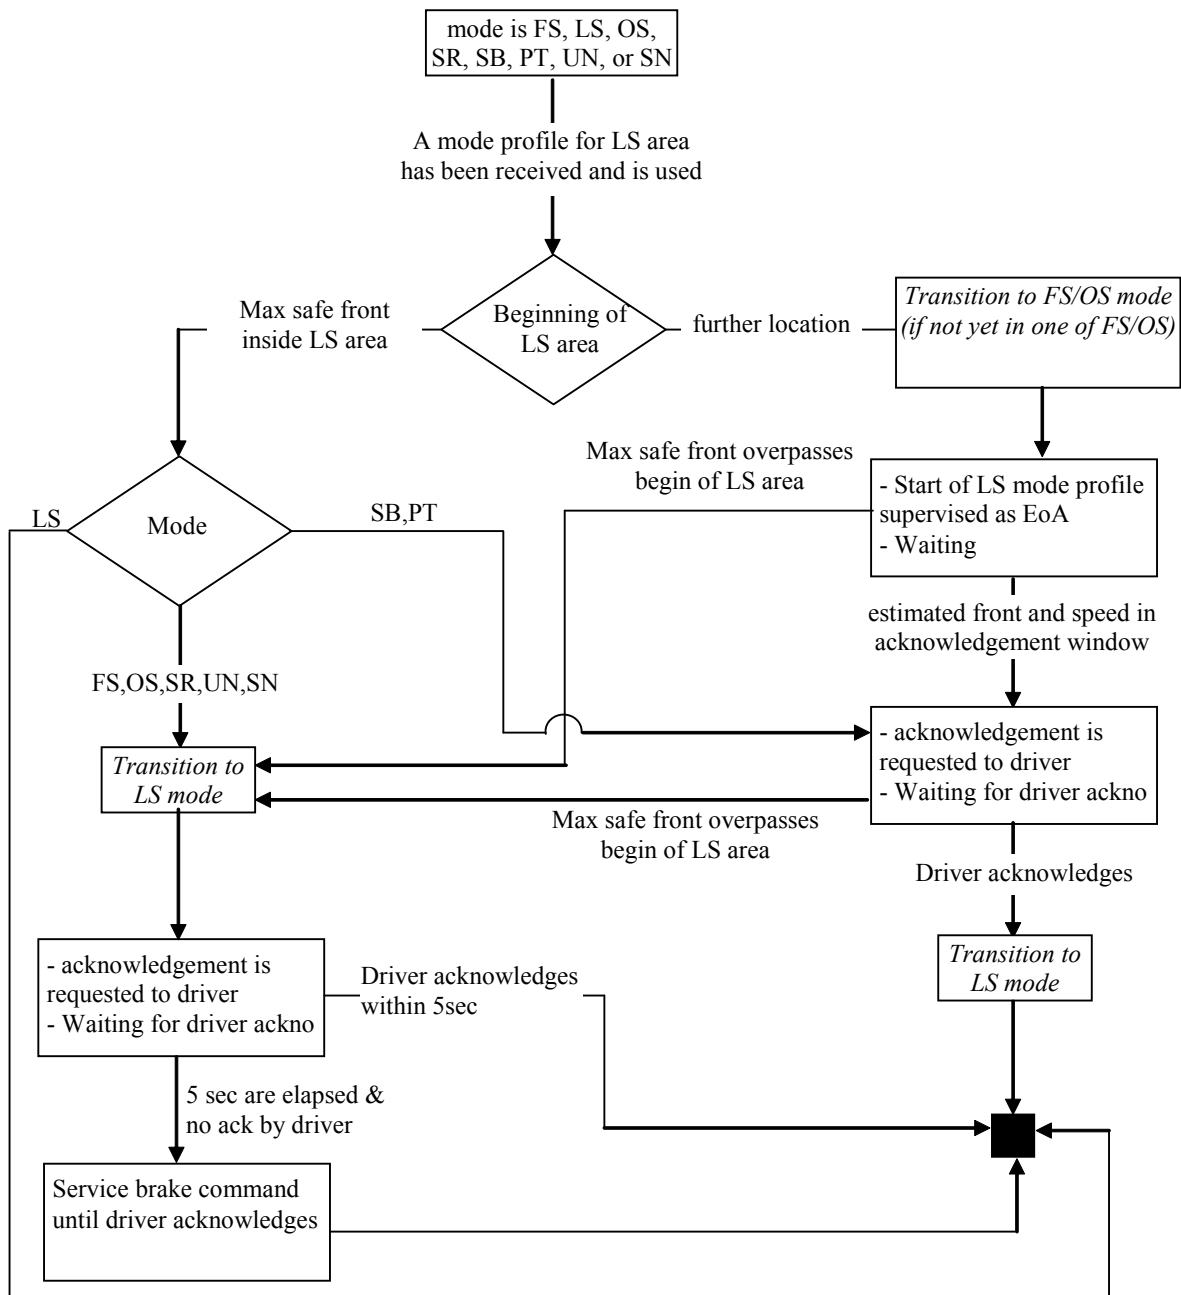 mode is FS, LS, OS,
SR, SB, PT, UN, or SN
A mode profile for LS area
has been received and is used
Max safe front
inside LS area
Beginning of
LS area
further location
Transition to FS/OS mode
(if not yet in one of FS/OS)
Max safe front overpasses
begin of LS area
- Start of LS mode profile
supervised as EoA
- Waiting
LS
Mode
SB,PT
estimated front and speed in
acknowledgement window
FS,OS,SR,UN,SN
- acknowledgement is
requested to driver
- Waiting for driver ackno
Transition to
LS mode
Max safe front overpasses
begin of LS area
Driver acknowledges
Transition to
LS mode
- acknowledgement is
requested to driver
- Waiting for driver ackno
Driver acknowledges
within 5sec
5 sec are elapsed &
no ack by driver
Service brake command
until driver acknowledges